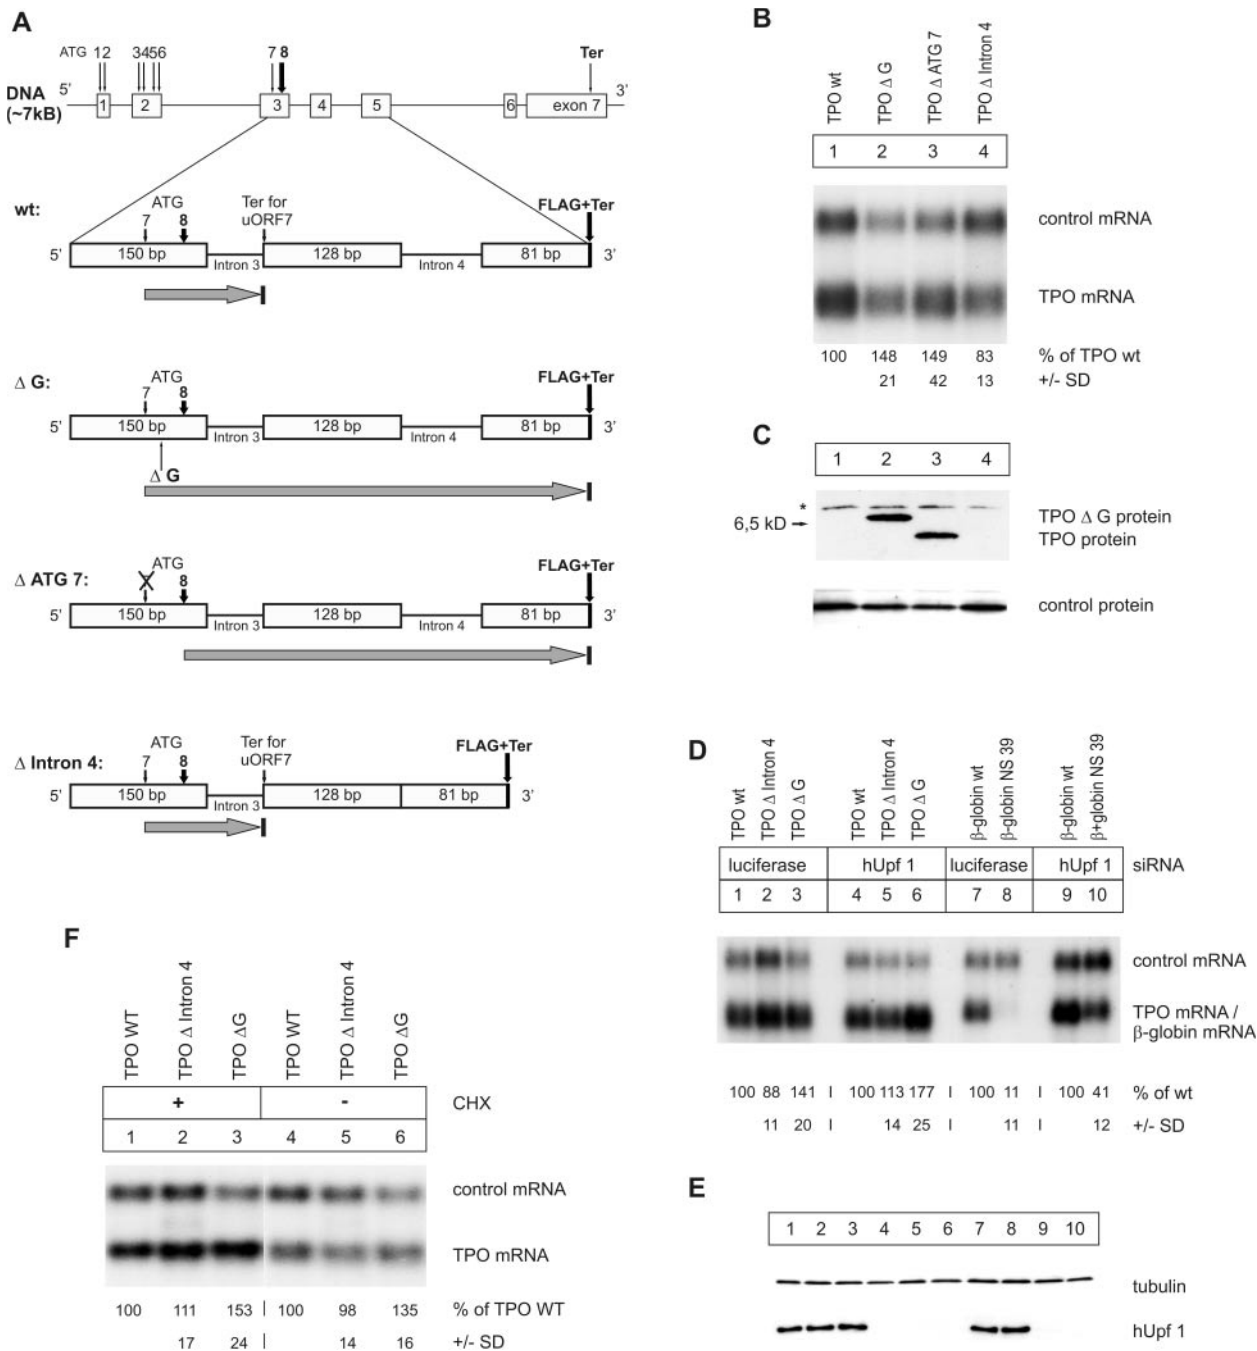 A
ATG 12 3456 7 8 Ter
5' 3'
DNA
(~7kB)
1 2 3 4 5 6 exon 7
wt:
ATG
7 8
Ter for
uORF7
FLAG+Ter
5' 150 bp Intron 3 128 bp Intron 4 81 bp 3'
Δ G:
ATG
7 8
FLAG+Ter
5' 150 bp Intron 3 128 bp Intron 4 81 bp 3'
Δ G
Δ ATG 7:
ATG
X 8
FLAG+Ter
5' 150 bp Intron 3 128 bp Intron 4 81 bp 3'
Δ Intron 4:
ATG
7 8
Ter for
uORF7
FLAG+Ter
5' 150 bp Intron 3 128 bp 81 bp 3'
B
TPO wt
TPO Δ G
TPO Δ ATG 7
TPO Δ Intron 4
1 2 3 4
control mRNA
TPO mRNA
100 148 149 83 % of TPO wt
21 42 13 +/- SD
C
1 2 3 4
*
6,5 kD
TPO Δ G protein
TPO protein
control protein
D
TPO wt
TPO Δ Intron 4
TPO Δ G
TPO wt
TPO Δ Intron 4
TPO Δ G
β-globin wt
β-globin NS 39
β-globin wt
β+globin NS 39
luciferase hUpf 1 luciferase hUpf 1 siRNA
1 2 3 4 5 6 7 8 9 10
control mRNA
TPO mRNA /
β-globin mRNA
100 88 141 I 100 113 177 I 100 11 I 100 41 % of wt
11 20 I 14 25 I 11 I 12 +/- SD
E
1 2 3 4 5 6 7 8 9 10
tubulin
hUpf 1
F
TPO WT
TPO Δ Intron 4
TPO ΔG
TPO WT
TPO Δ Intron 4
TPO ΔG
+ - CHX
1 2 3 4 5 6
control mRNA
TPO mRNA
100 111 153 | 100 98 135 % of TPO WT
17 24 | 14 16 +/- SD